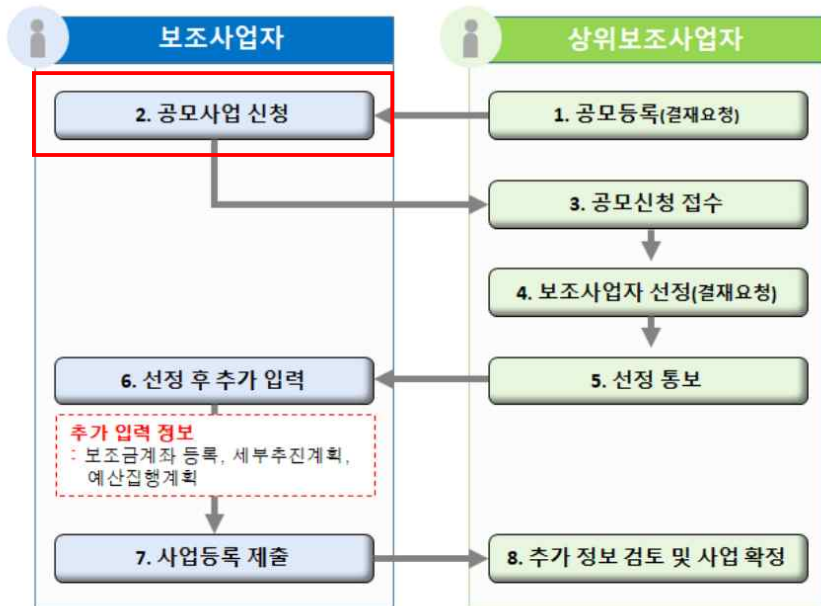 보조사업자
상위보조사업자
2. 공모사업 신청
1. 공모등록(결재요청)
3. 공모신청 접수
4. 보조사업자 선정(결재요청)
6. 선정 후 추가 입력
5. 선정 통보
추가 입력 정보
: 보조금계좌 등록, 세부추진계획,
예산집행계획
7. 사업등록 제출
8. 추가 정보 검토 및 사업 확정